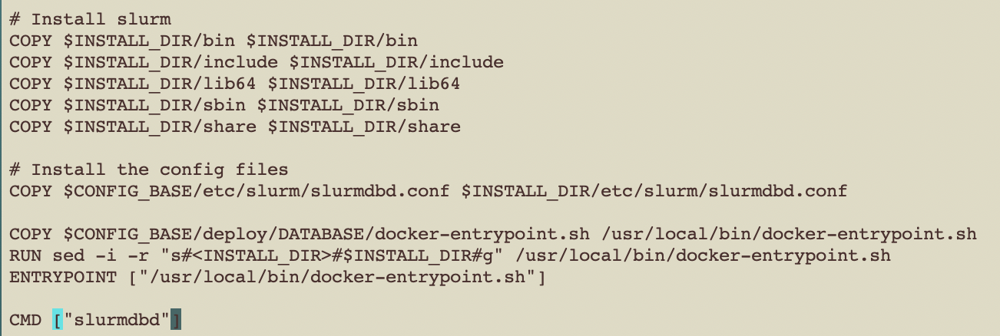 # Install slurm
COPY $INSTALL_DIR/bin $INSTALL_DIR/bin
COPY $INSTALL_DIR/include $INSTALL_DIR/include
COPY $INSTALL_DIR/lib64 $INSTALL_DIR/lib64
COPY $INSTALL_DIR/sbin $INSTALL_DIR/sbin
COPY $INSTALL_DIR/share $INSTALL_DIR/share
# Install the config files
COPY $CONFIG_BASE/etc/slurm/slurmdbd.conf $INSTALL_DIR/etc/slurm/slurmdbd.conf
COPY $CONFIG_BASE/deploy/DATABASE/docker-entrypoint.sh /usr/local/bin/docker-entrypoint.sh
RUN sed -i -r "s#<INSTALL_DIR>#$INSTALL_DIR#g" /usr/local/bin/docker-entrypoint.sh
ENTRYPOINT ["/usr/local/bin/docker-entrypoint.sh"]
CMD ["slurmdbd"]